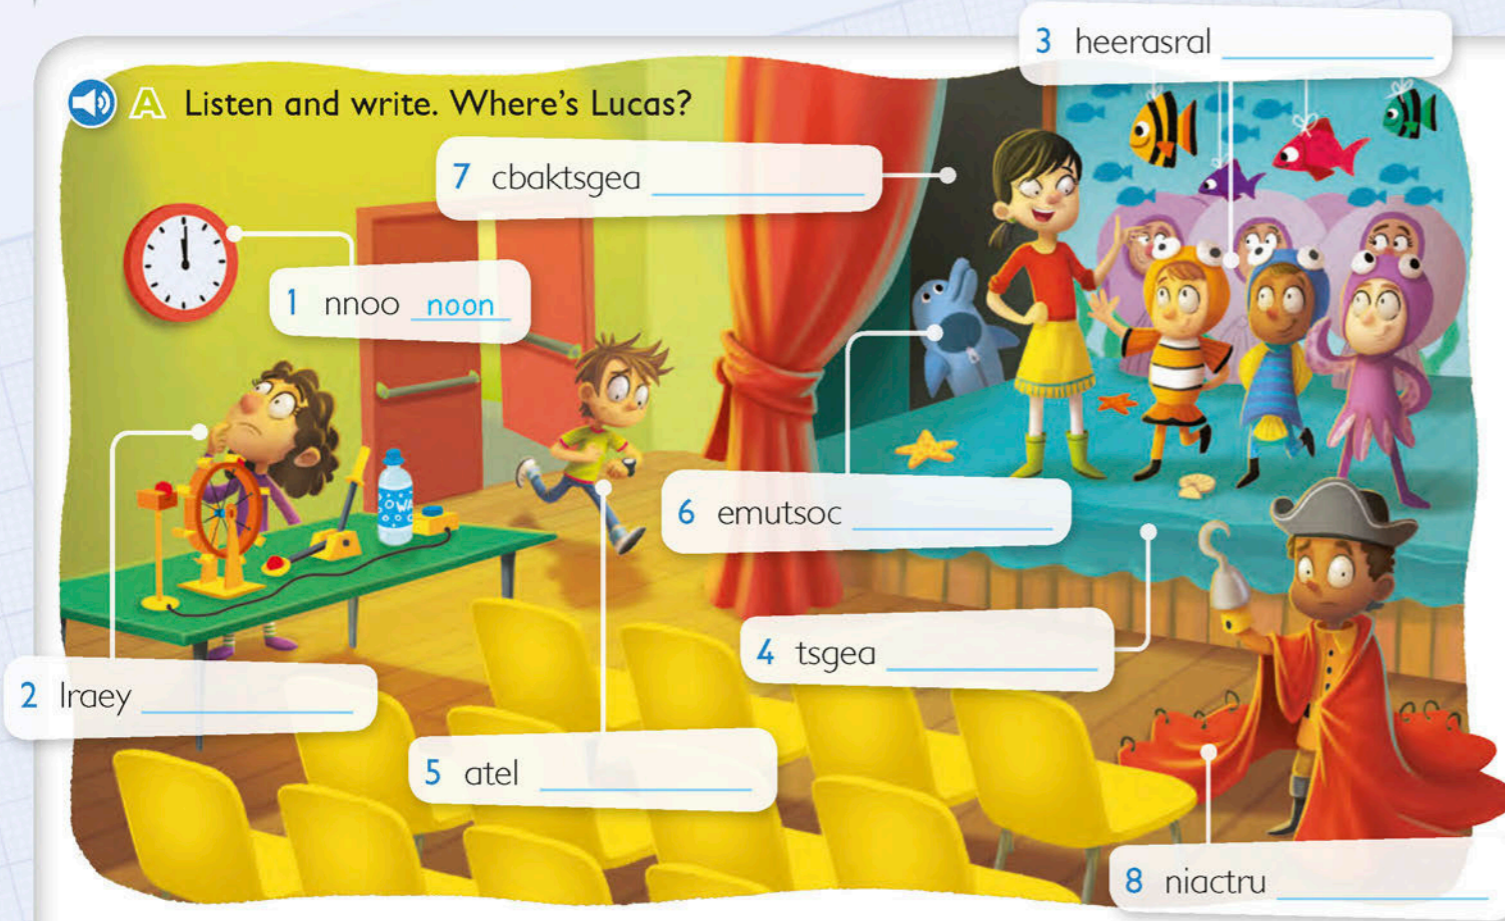 3 heerasral
A Listen and write. Where's Lucas?
7 cbaktsgea
1 nnoo noon
6 emutsoc
4 tsgea
2 lraey
5 atel
8 niactru